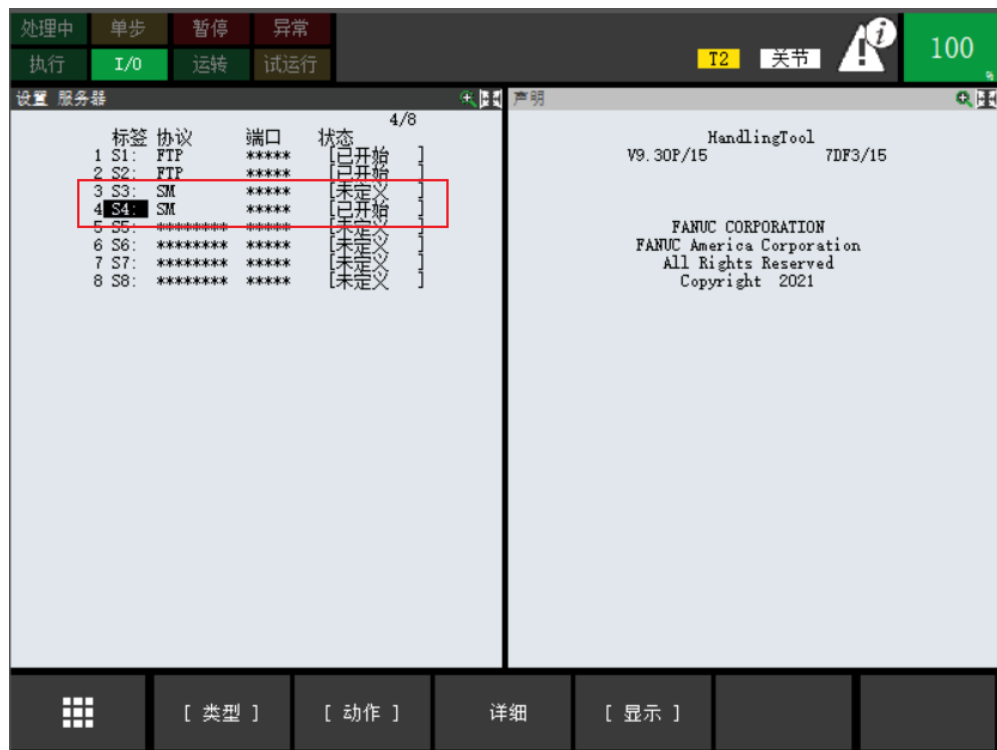 处理中 单步 暂停 异常
执行 I/O 运转 试运行 T2 关节 i 100 %
设置 服务器
4/8
标签 协议 端口 状态
1 S1: FTP ***** [已开始 ]
2 S2: FTP ***** [已开始 ]
3 S3: SM ***** [未定义 ]
4 S4: SM ***** [已开始 ]
5 S5: ******** ***** [未定义 ]
6 S6: ******** ***** [未定义 ]
7 S7: ******** ***** [未定义 ]
8 S8: ******** ***** [未定义 ]
声明
HandlingTool
V9.30P/15 7DF3/15
FANUC CORPORATION
FANUC America Corporation
All Rights Reserved
Copyright 2021
[ 类型 ] [ 动作 ] 详细 [ 显示 ]